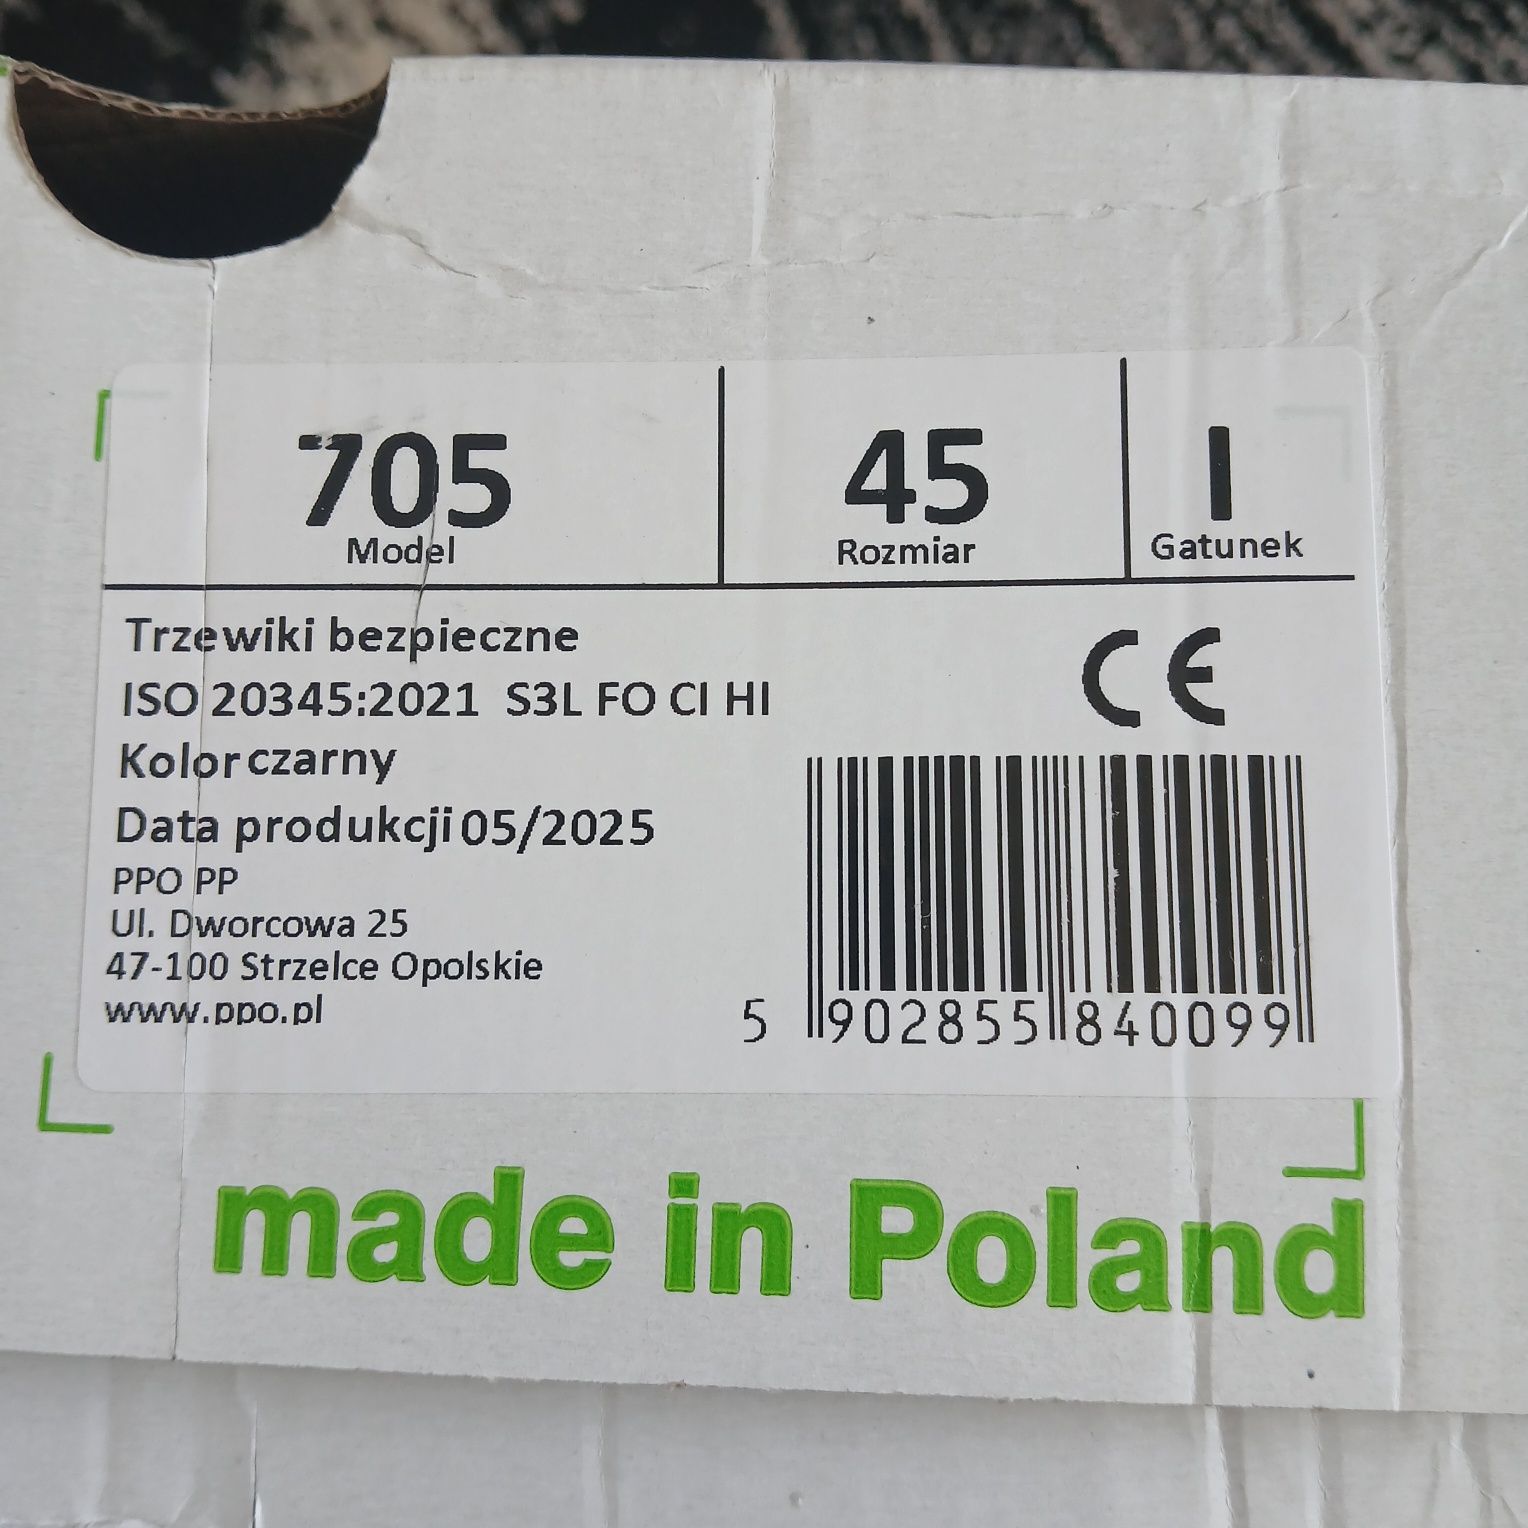 705 45 I
Model Rozmiar Gatunek
Trzewiki bezpieczne
CE
ISO 20345:2021 S3L FO CI HI
Kolor czarny
Data produkcji 05/2025
PPO PP
Ul. Dworcowa 25
47-100 Strzelce Opolskie
www.ppo.pl
5 902855 840099
made in Poland